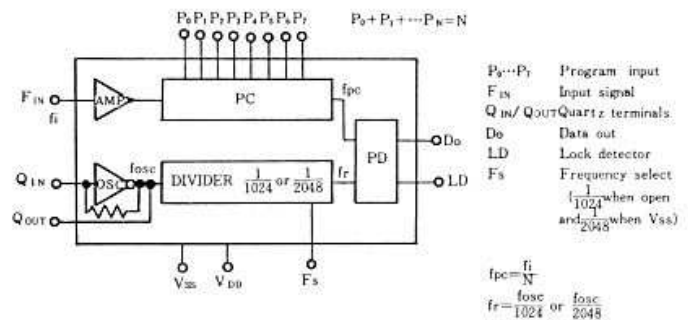 P₀ P₁ P₂ P₃ P₄ P₅ P₆ P₇
P₀+P₁+…Pₙ=N
FIN
fi
AMP
PC
fpc
QIN
OSC
fosc
DIVIDER 1/1024 or 1/2048
fr
PD
Do
LD
QOUT
VSS
VDD
Fs
P₀…P₇ Program input
FIN Input signal
QIN/QOUT Quartz terminals
Do Data out
LD Lock detector
Fs Frequency select
(1/1024 when open
and 1/2048 when Vss)
fpc=fi/N
fr=fosc/1024 or fosc/2048